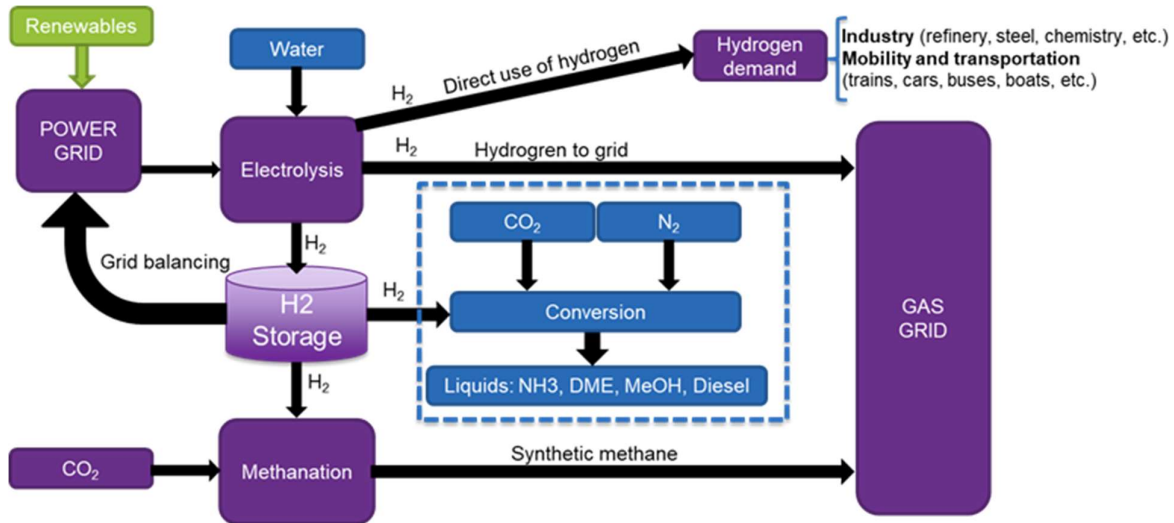 Renewables
Water
Hydrogen
demand
Industry (refinery, steel, chemistry, etc.)
Mobility and transportation
(trains, cars, buses, boats, etc.)
H₂
Direct use of hydrogen
POWER
GRID
Electrolysis
H₂
Hydrogren to grid
CO₂
N₂
H₂
Grid balancing
H2
Storage
H₂
Conversion
GAS
GRID
Liquids: NH3, DME, MeOH, Diesel
H₂
CO₂
Methanation
Synthetic methane